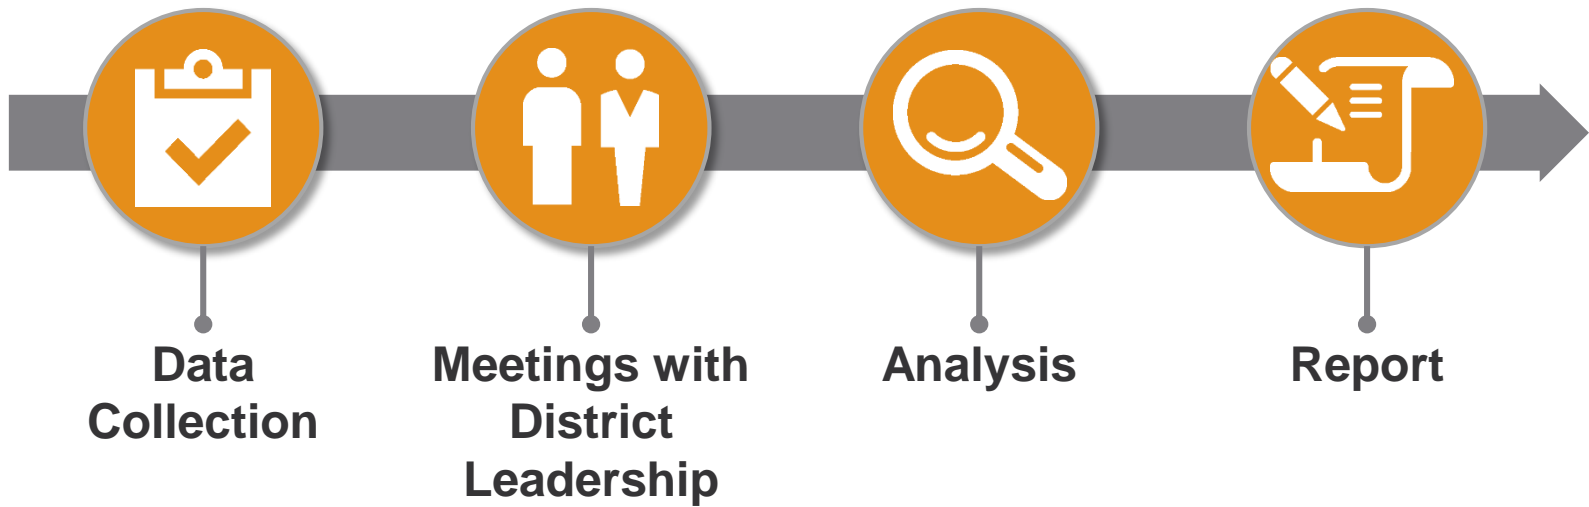 Data
Collection
Meetings with
District
Leadership
Analysis
Report